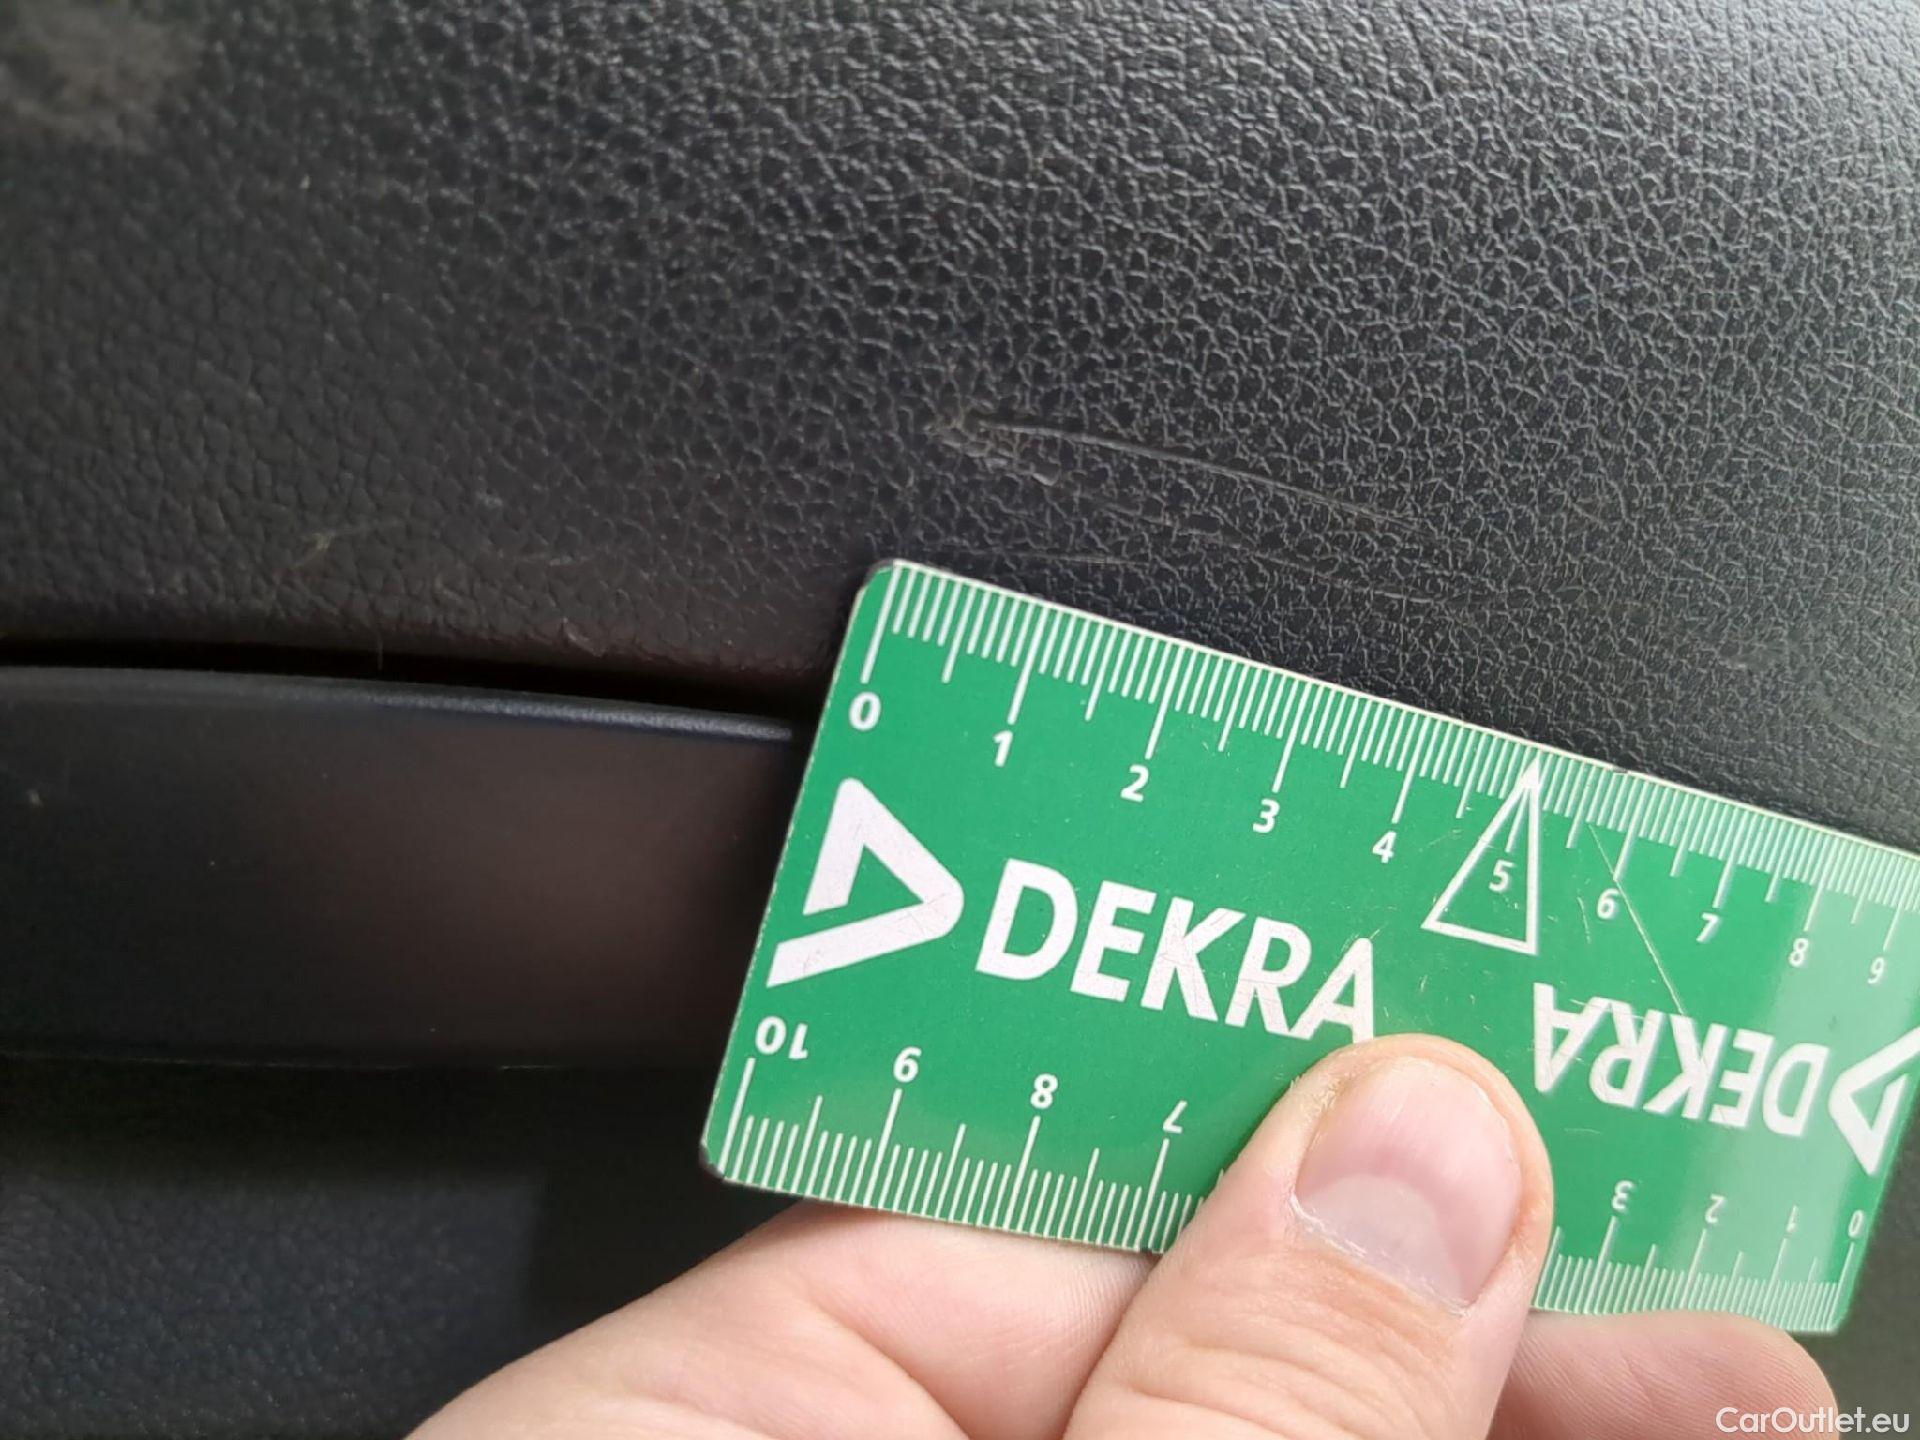 0 1 2 3 4 5 6 7 8 9
DEKRA
DEKRA
10 9 8 7 3 2 1 0
CarOutlet.eu